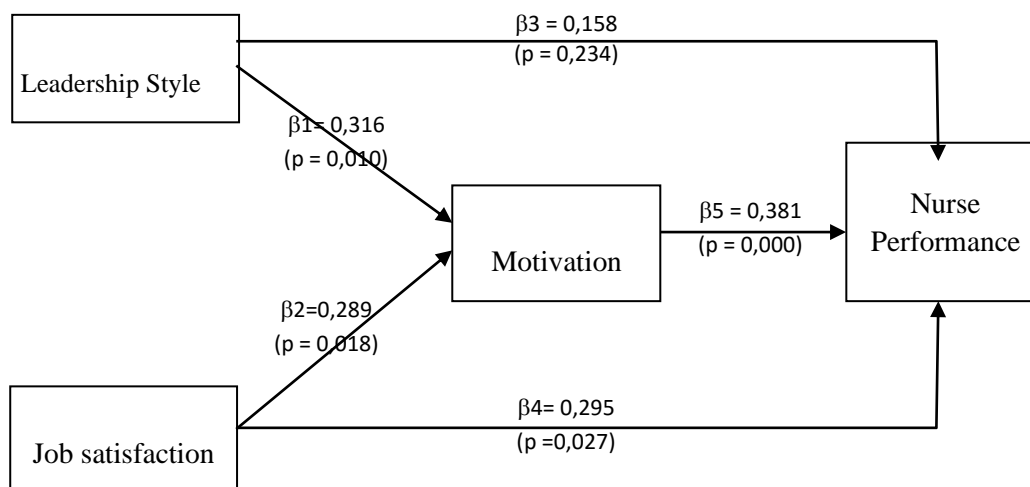 β3 = 0,158
(p = 0,234)
Leadership Style
β1= 0,316
(p = 0,010)
Motivation
β5 = 0,381
(p = 0,000)
Nurse
Performance
β2=0,289
(p = 0,018)
Job satisfaction
β4= 0,295
(p =0,027)